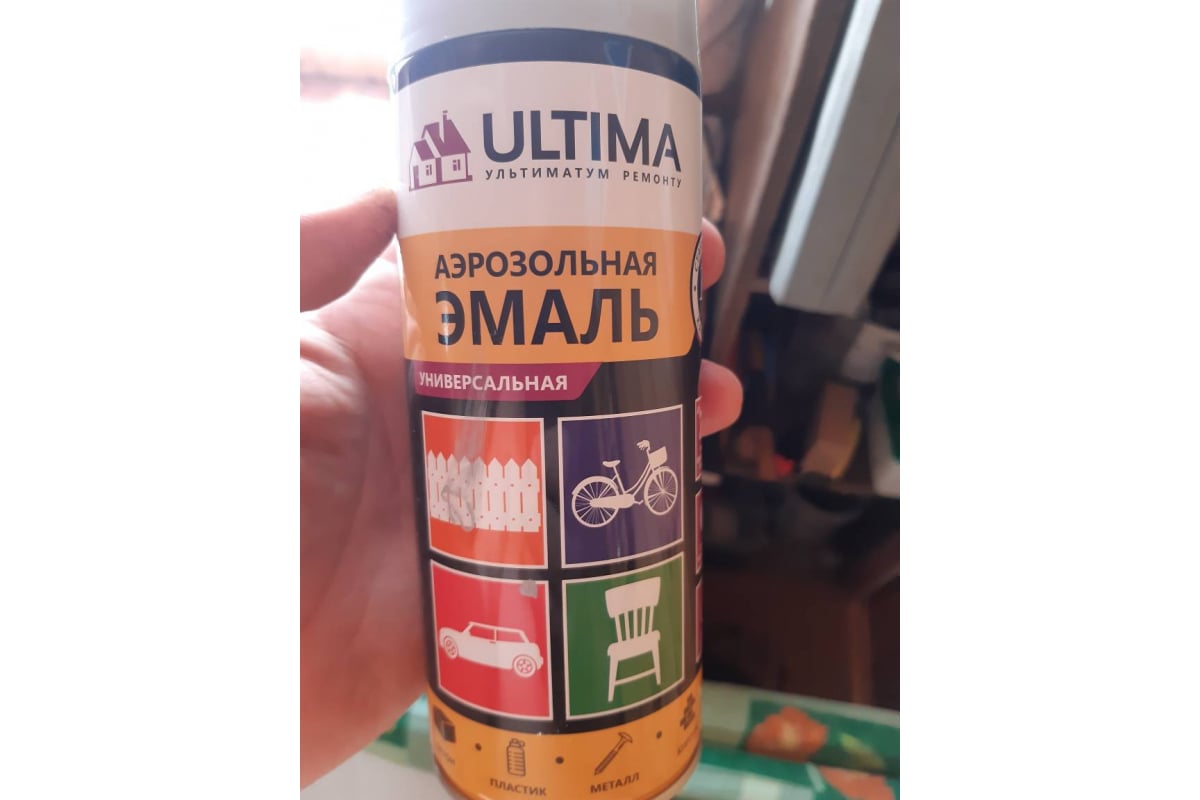 ULTIMA
УЛЬТИМАТУМ РЕМОНТУ
АЭРОЗОЛЬНАЯ
ЭМАЛЬ
УНИВЕРСАЛЬНАЯ
ПЛАСТИК
МЕТАЛЛ